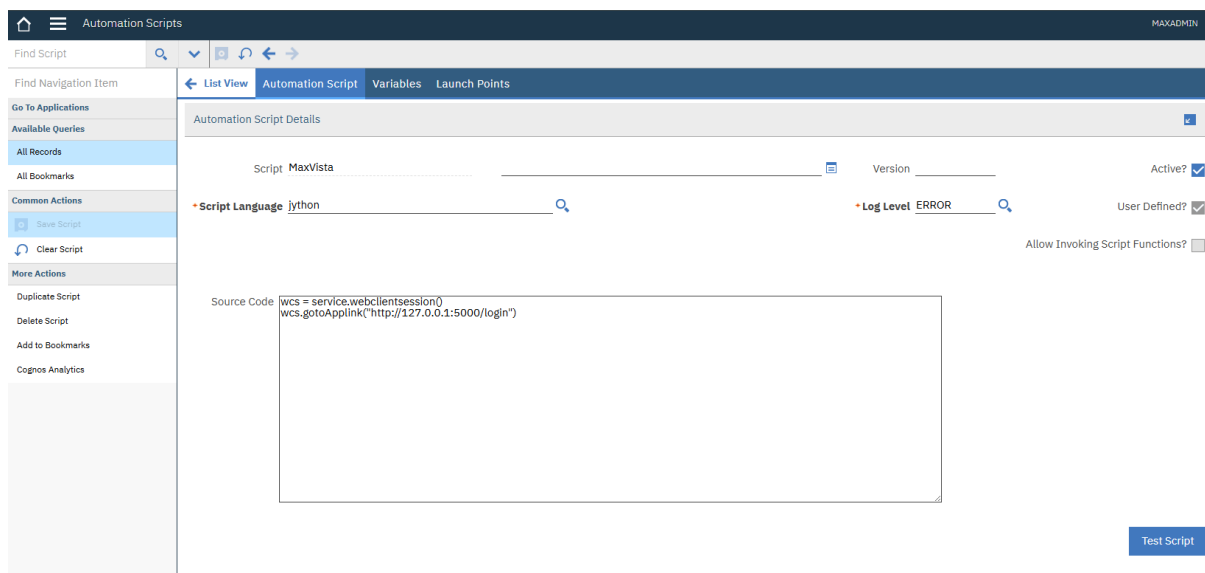 Automation Scripts
MAXADMIN
Find Script
Find Navigation Item
List View Automation Script Variables Launch Points
Go To Applications
Available Queries
All Records
All Bookmarks
Common Actions
Save Script
Clear Script
More Actions
Duplicate Script
Delete Script
Add to Bookmarks
Cognos Analytics
Automation Script Details
Script MaxVista
Version
Active?
* Script Language jython
* Log Level ERROR
User Defined?
Allow Invoking Script Functions?
Source Code
wcs = service.webclientsession()
wcs.gotoApplink("http://127.0.0.1:5000/login")
Test Script